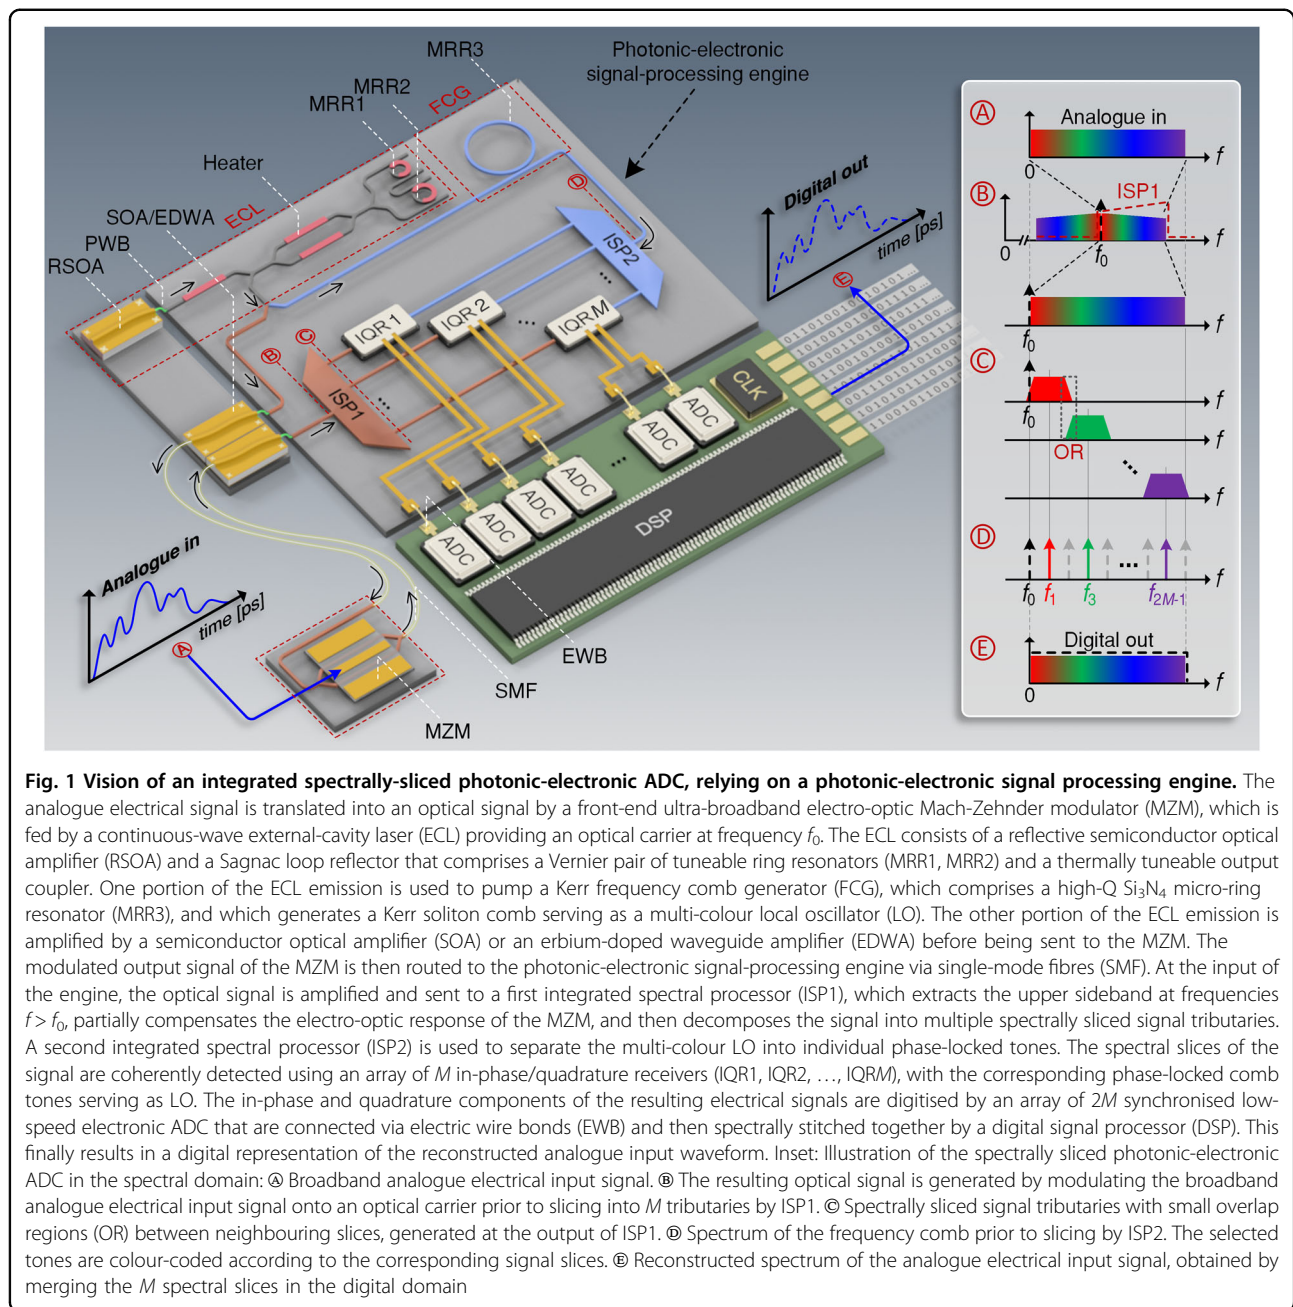 MRR3
MRR2
MRR1
FCG
Photonic-electronic
signal-processing engine
Heater
SOA/EDWA
ECL
PWB
RSOA
D
ISP2
IQR 1
IQR 2
...
IQRM
B
C
ISP1
...
...
Digital out
time [ps]
E
CLK
ADC
ADC
...
ADC
ADC
ADC
ADC
DSP
Analogue in
time [ps]
A
EWB
SMF
MZM
A
Analogue in
f
0
B
ISP1
0
f0
f
f0
f
C
f0
f
OR
f
...
f
D
f0
f1
f3
...
f2M-1
f
E
Digital out
0
f
Fig. 1 Vision of an integrated spectrally-sliced photonic-electronic ADC, relying on a photonic-electronic signal processing engine. The
analogue electrical signal is translated into an optical signal by a front-end ultra-broadband electro-optic Mach-Zehnder modulator (MZM), which is
fed by a continuous-wave external-cavity laser (ECL) providing an optical carrier at frequency f0. The ECL consists of a reflective semiconductor optical
amplifier (RSOA) and a Sagnac loop reflector that comprises a Vernier pair of tuneable ring resonators (MRR1, MRR2) and a thermally tuneable output
coupler. One portion of the ECL emission is used to pump a Kerr frequency comb generator (FCG), which comprises a high-Q Si3N4 micro-ring
resonator (MRR3), and which generates a Kerr soliton comb serving as a multi-colour local oscillator (LO). The other portion of the ECL emission is
amplified by a semiconductor optical amplifier (SOA) or an erbium-doped waveguide amplifier (EDWA) before being sent to the MZM. The
modulated output signal of the MZM is then routed to the photonic-electronic signal-processing engine via single-mode fibres (SMF). At the input of
the engine, the optical signal is amplified and sent to a first integrated spectral processor (ISP1), which extracts the upper sideband at frequencies
f > f0, partially compensates the electro-optic response of the MZM, and then decomposes the signal into multiple spectrally sliced signal tributaries.
A second integrated spectral processor (ISP2) is used to separate the multi-colour LO into individual phase-locked tones. The spectral slices of the
signal are coherently detected using an array of M in-phase/quadrature receivers (IQR1, IQR2, …, IQRM), with the corresponding phase-locked comb
tones serving as LO. The in-phase and quadrature components of the resulting electrical signals are digitised by an array of 2M synchronised low-
speed electronic ADC that are connected via electric wire bonds (EWB) and then spectrally stitched together by a digital signal processor (DSP). This
finally results in a digital representation of the reconstructed analogue input waveform. Inset: Illustration of the spectrally sliced photonic-electronic
ADC in the spectral domain: Ⓐ Broadband analogue electrical input signal. Ⓑ The resulting optical signal is generated by modulating the broadband
analogue electrical input signal onto an optical carrier prior to slicing into M tributaries by ISP1. Ⓒ Spectrally sliced signal tributaries with small overlap
regions (OR) between neighbouring slices, generated at the output of ISP1. Ⓓ Spectrum of the frequency comb prior to slicing by ISP2. The selected
tones are colour-coded according to the corresponding signal slices. Ⓔ Reconstructed spectrum of the analogue electrical input signal, obtained by
merging the M spectral slices in the digital domain